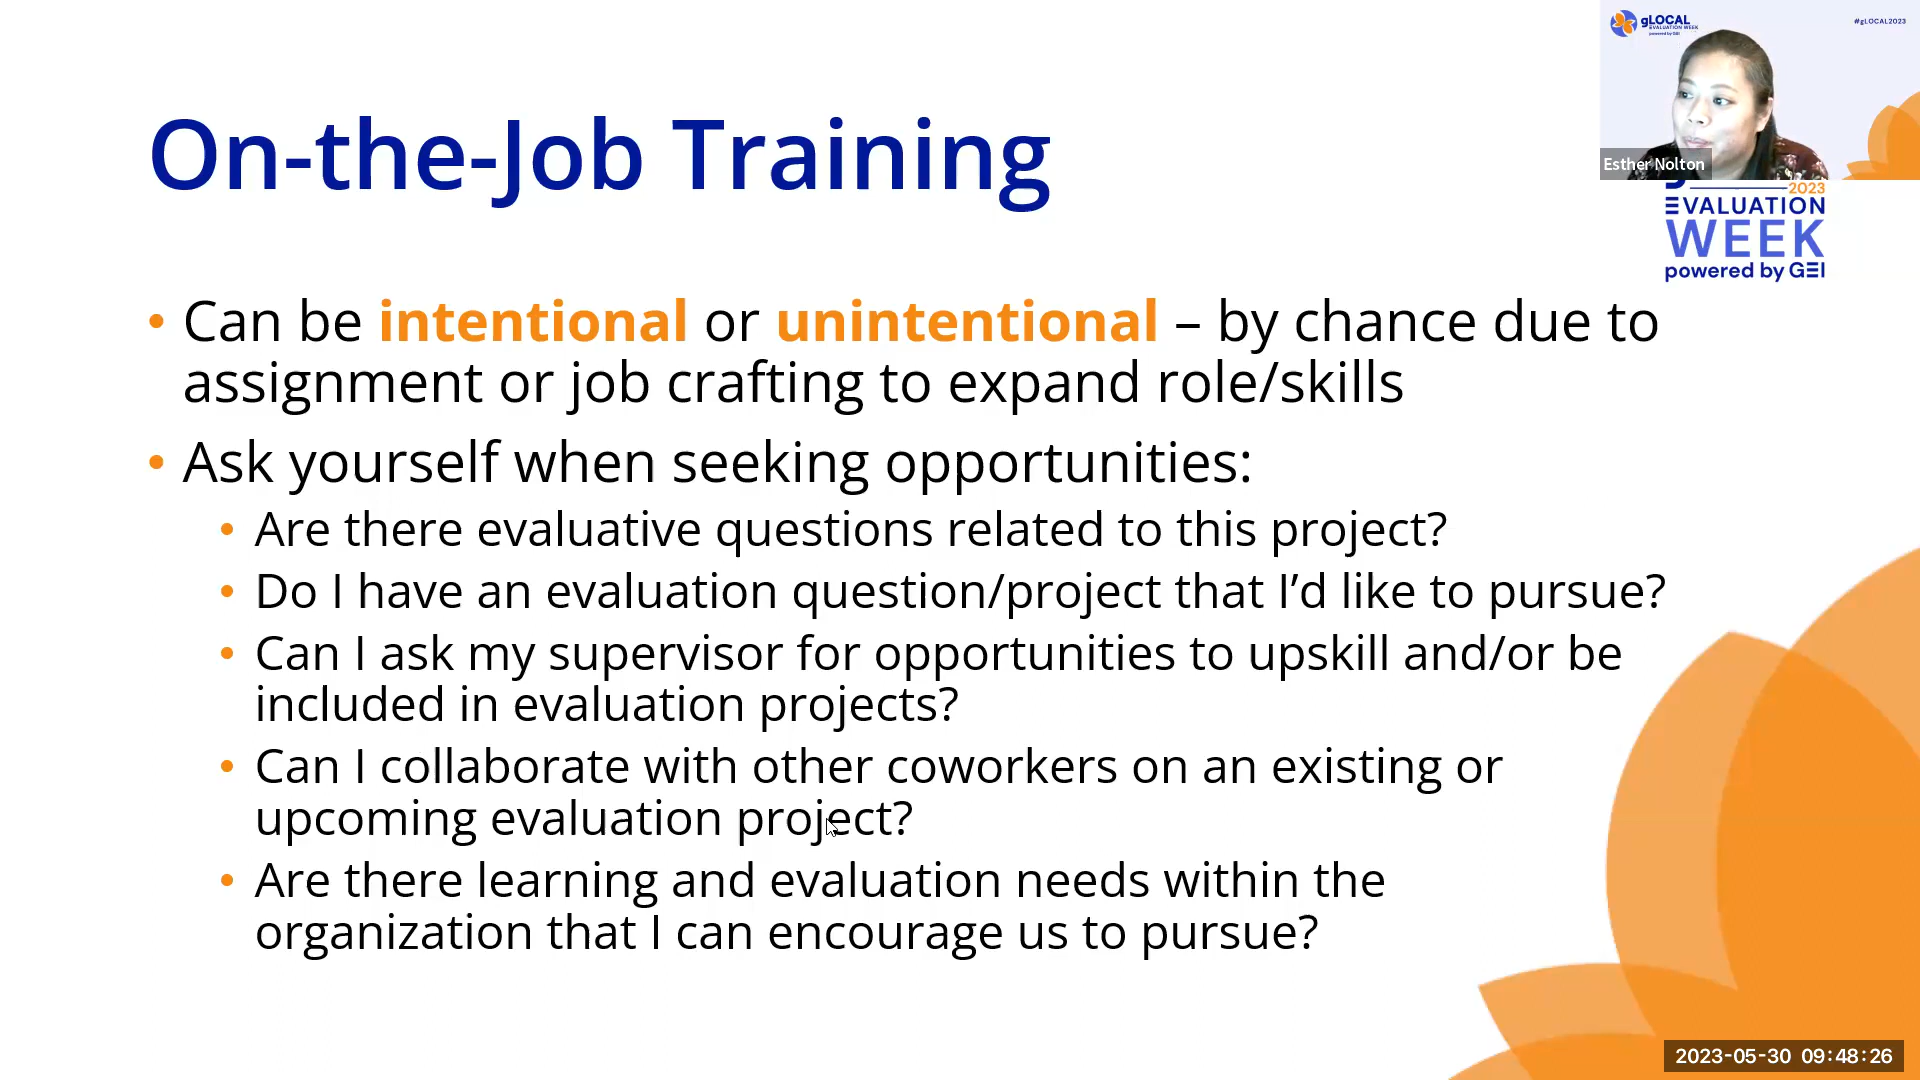 gLOCAL
EVALUATION WEEK
powered by GEI
#gLOCAL2023
Esther Nolton
On-the-Job Training
2023
EVALUATION
WEEK
powered by GEI
• Can be intentional or unintentional – by chance due to
assignment or job crafting to expand role/skills
• Ask yourself when seeking opportunities:
• Are there evaluative questions related to this project?
• Do I have an evaluation question/project that I’d like to pursue?
• Can I ask my supervisor for opportunities to upskill and/or be
included in evaluation projects?
• Can I collaborate with other coworkers on an existing or
upcoming evaluation project?
• Are there learning and evaluation needs within the
organization that I can encourage us to pursue?
2023-05-30 09:48:26